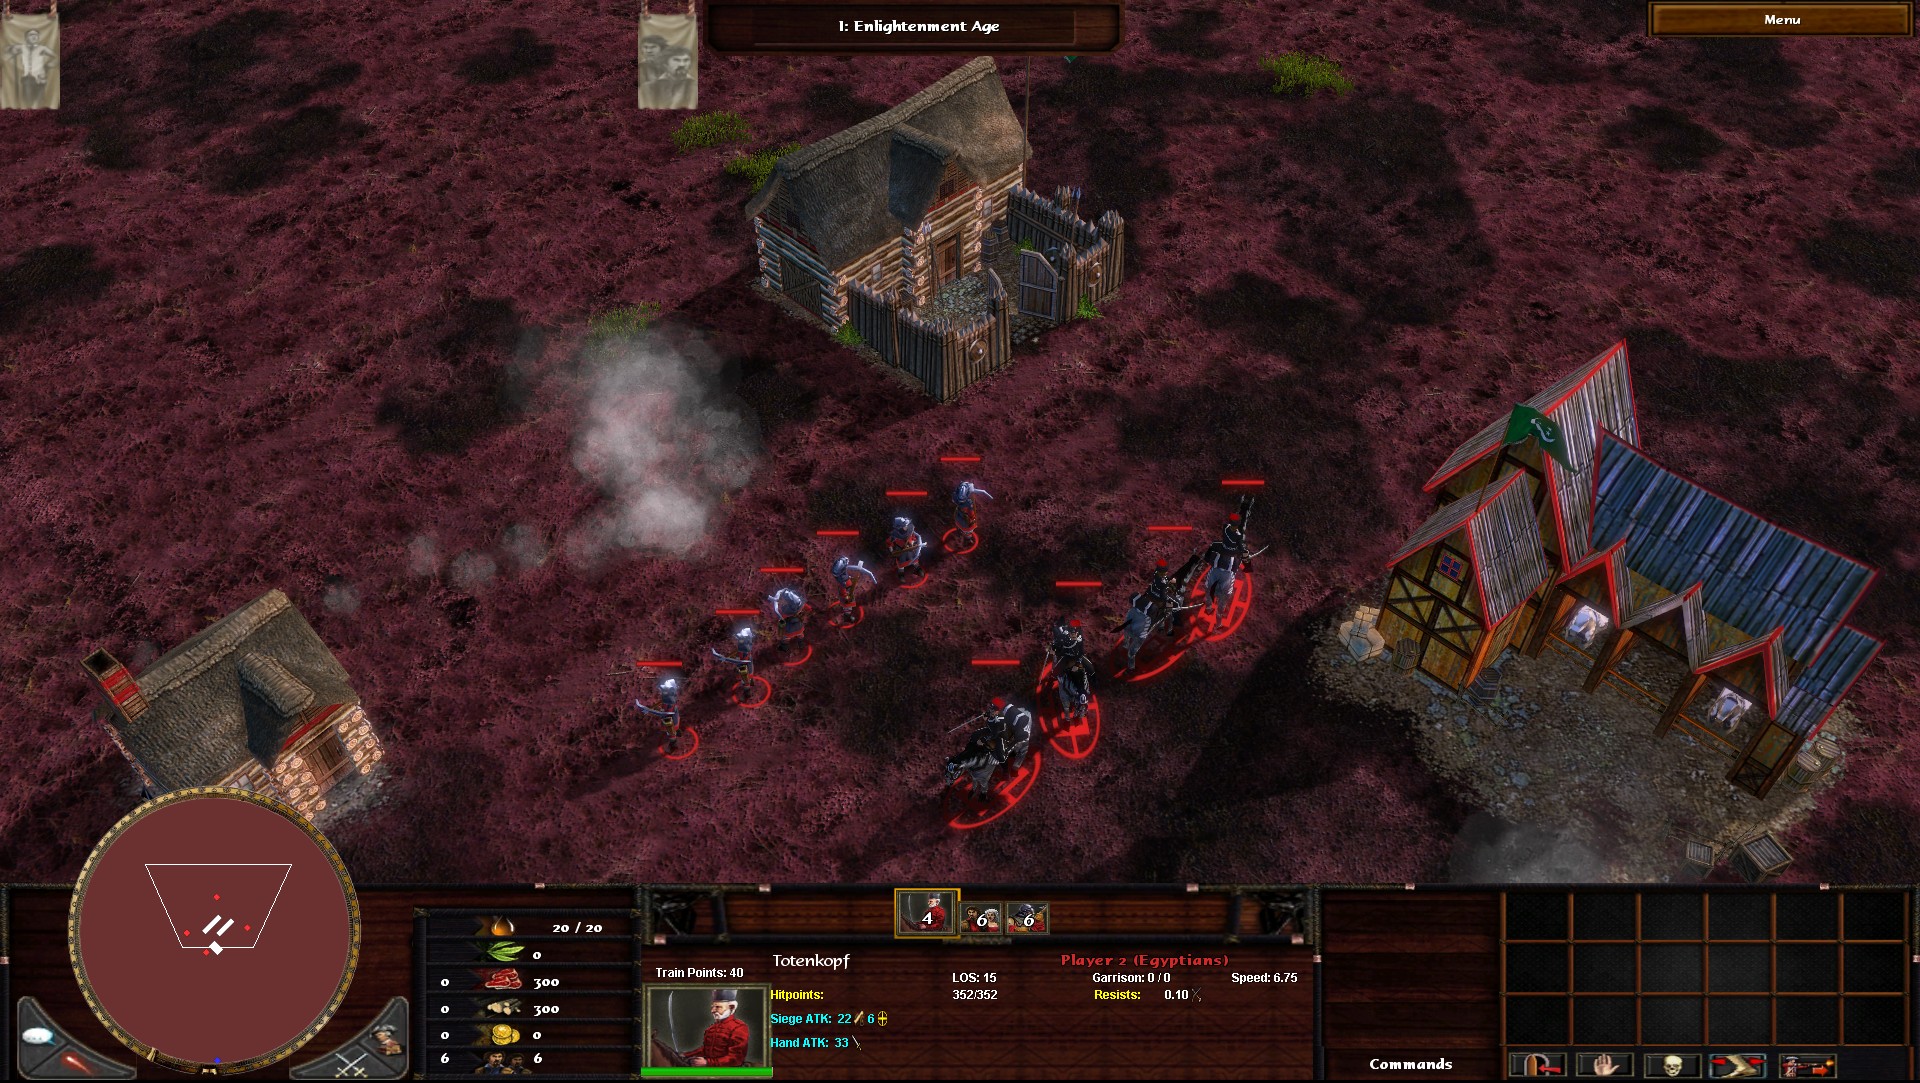 1: Enlightenment Age
Menu
20 / 20
0
0 300
0 300
0 0
6 6
4 6 6
Train Points: 40
Totenkopf
Player 2 (Egyptians)
LOS: 15
Garrison: 0 / 0
Speed: 6.75
Hitpoints:
352/352
Resists: 0.10
Siege ATK: 22 6
Hand ATK: 33
Commands